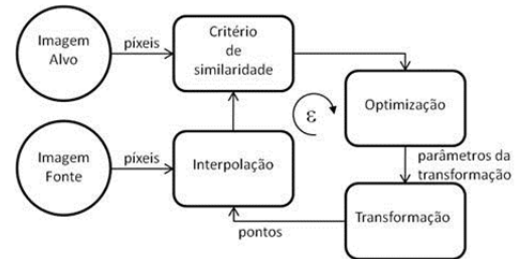 Imagem
Alvo
píxeis
Critério
de
similaridade
Optimização
ε
Imagem
Fonte
píxeis
Interpolação
parâmetros da
transformação
Transformação
pontos